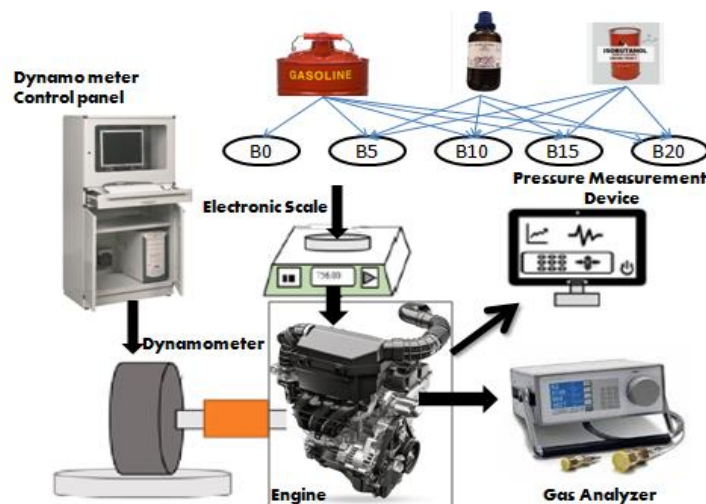 GASOLINE
ISOBUTANOL
Dynamo meter
Control panel
B0
B5
B10
B15
B20
Pressure Measurement
Device
Electronic Scale
Dynamometer
Engine
Gas Analyzer